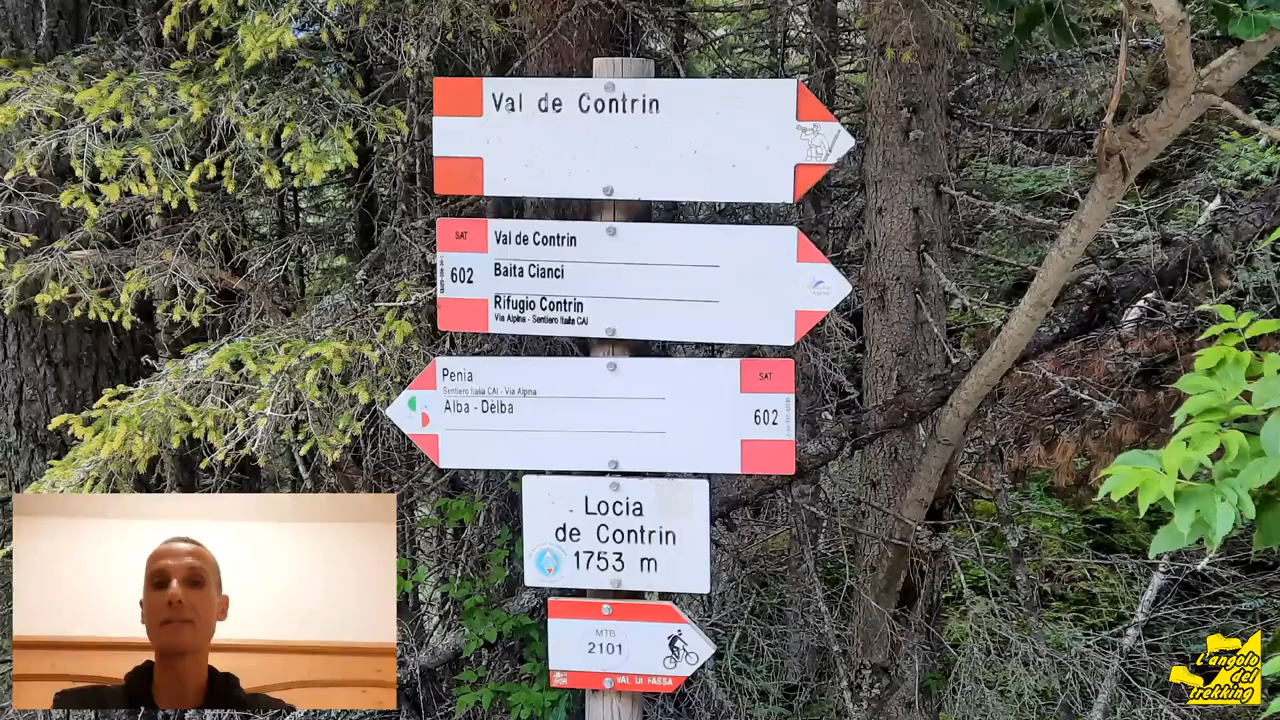 Val de Contrin
SAT
602
Val de Contrin
Baita Cianci
Rifugio Contrin
Via Alpina - Sentiero Italia CAI
Penia
Sentiero Italia CAI - Via Alpina
Alba - Dèlba
SAT
602
Locia
de Contrin
1753 m
MTB
2101
VAL DI FASSA
L'angolo
del
trekking